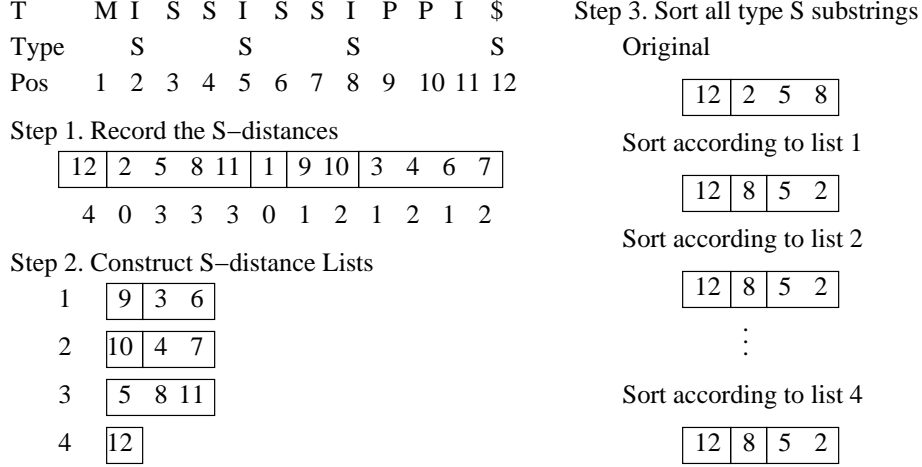 T M I S S I S S I P P I $
Type S S S S
Pos 1 2 3 4 5 6 7 8 9 10 11 12
Step 1. Record the S−distances
12 2 5 8 11 1 9 10 3 4 6 7
4 0 3 3 3 0 1 2 1 2 1 2
Step 2. Construct S−distance Lists
1 9 3 6
2 10 4 7
3 5 8 11
4 12
Step 3. Sort all type S substrings
Original
12 2 5 8
Sort according to list 1
12 8 5 2
Sort according to list 2
12 8 5 2
⋮
Sort according to list 4
12 8 5 2